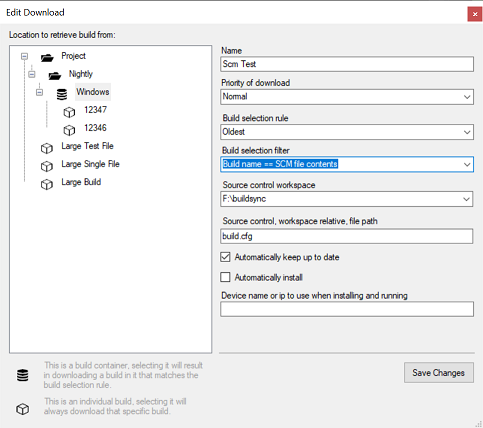 Edit Download
Location to retrieve build from:
Project
Nightly
Windows
12347
12346
Large Test File
Large Single File
Large Build
Name
Scm Test
Priority of download
Normal
Build selection rule
Oldest
Build selection filter
Build name == SCM file contents
Source control workspace
F:\buildsync
Source control, workspace relative, file path
build.cfg
Automatically keep up to date
Automatically install
Device name or ip to use when installing and running
This is a build container, selecting it will result
in downloading a build in it that matches the
build selection rule.
This is an individual build, selecting it will
always download that specific build.
Save Changes